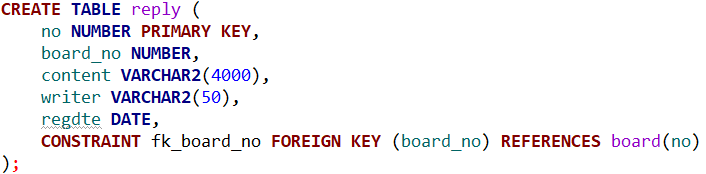 CREATE TABLE reply (
    no NUMBER PRIMARY KEY,
    board_no NUMBER,
    content VARCHAR2(4000),
    writer VARCHAR2(50),
    regdte DATE,
    CONSTRAINT fk_board_no FOREIGN KEY (board_no) REFERENCES board(no)
);